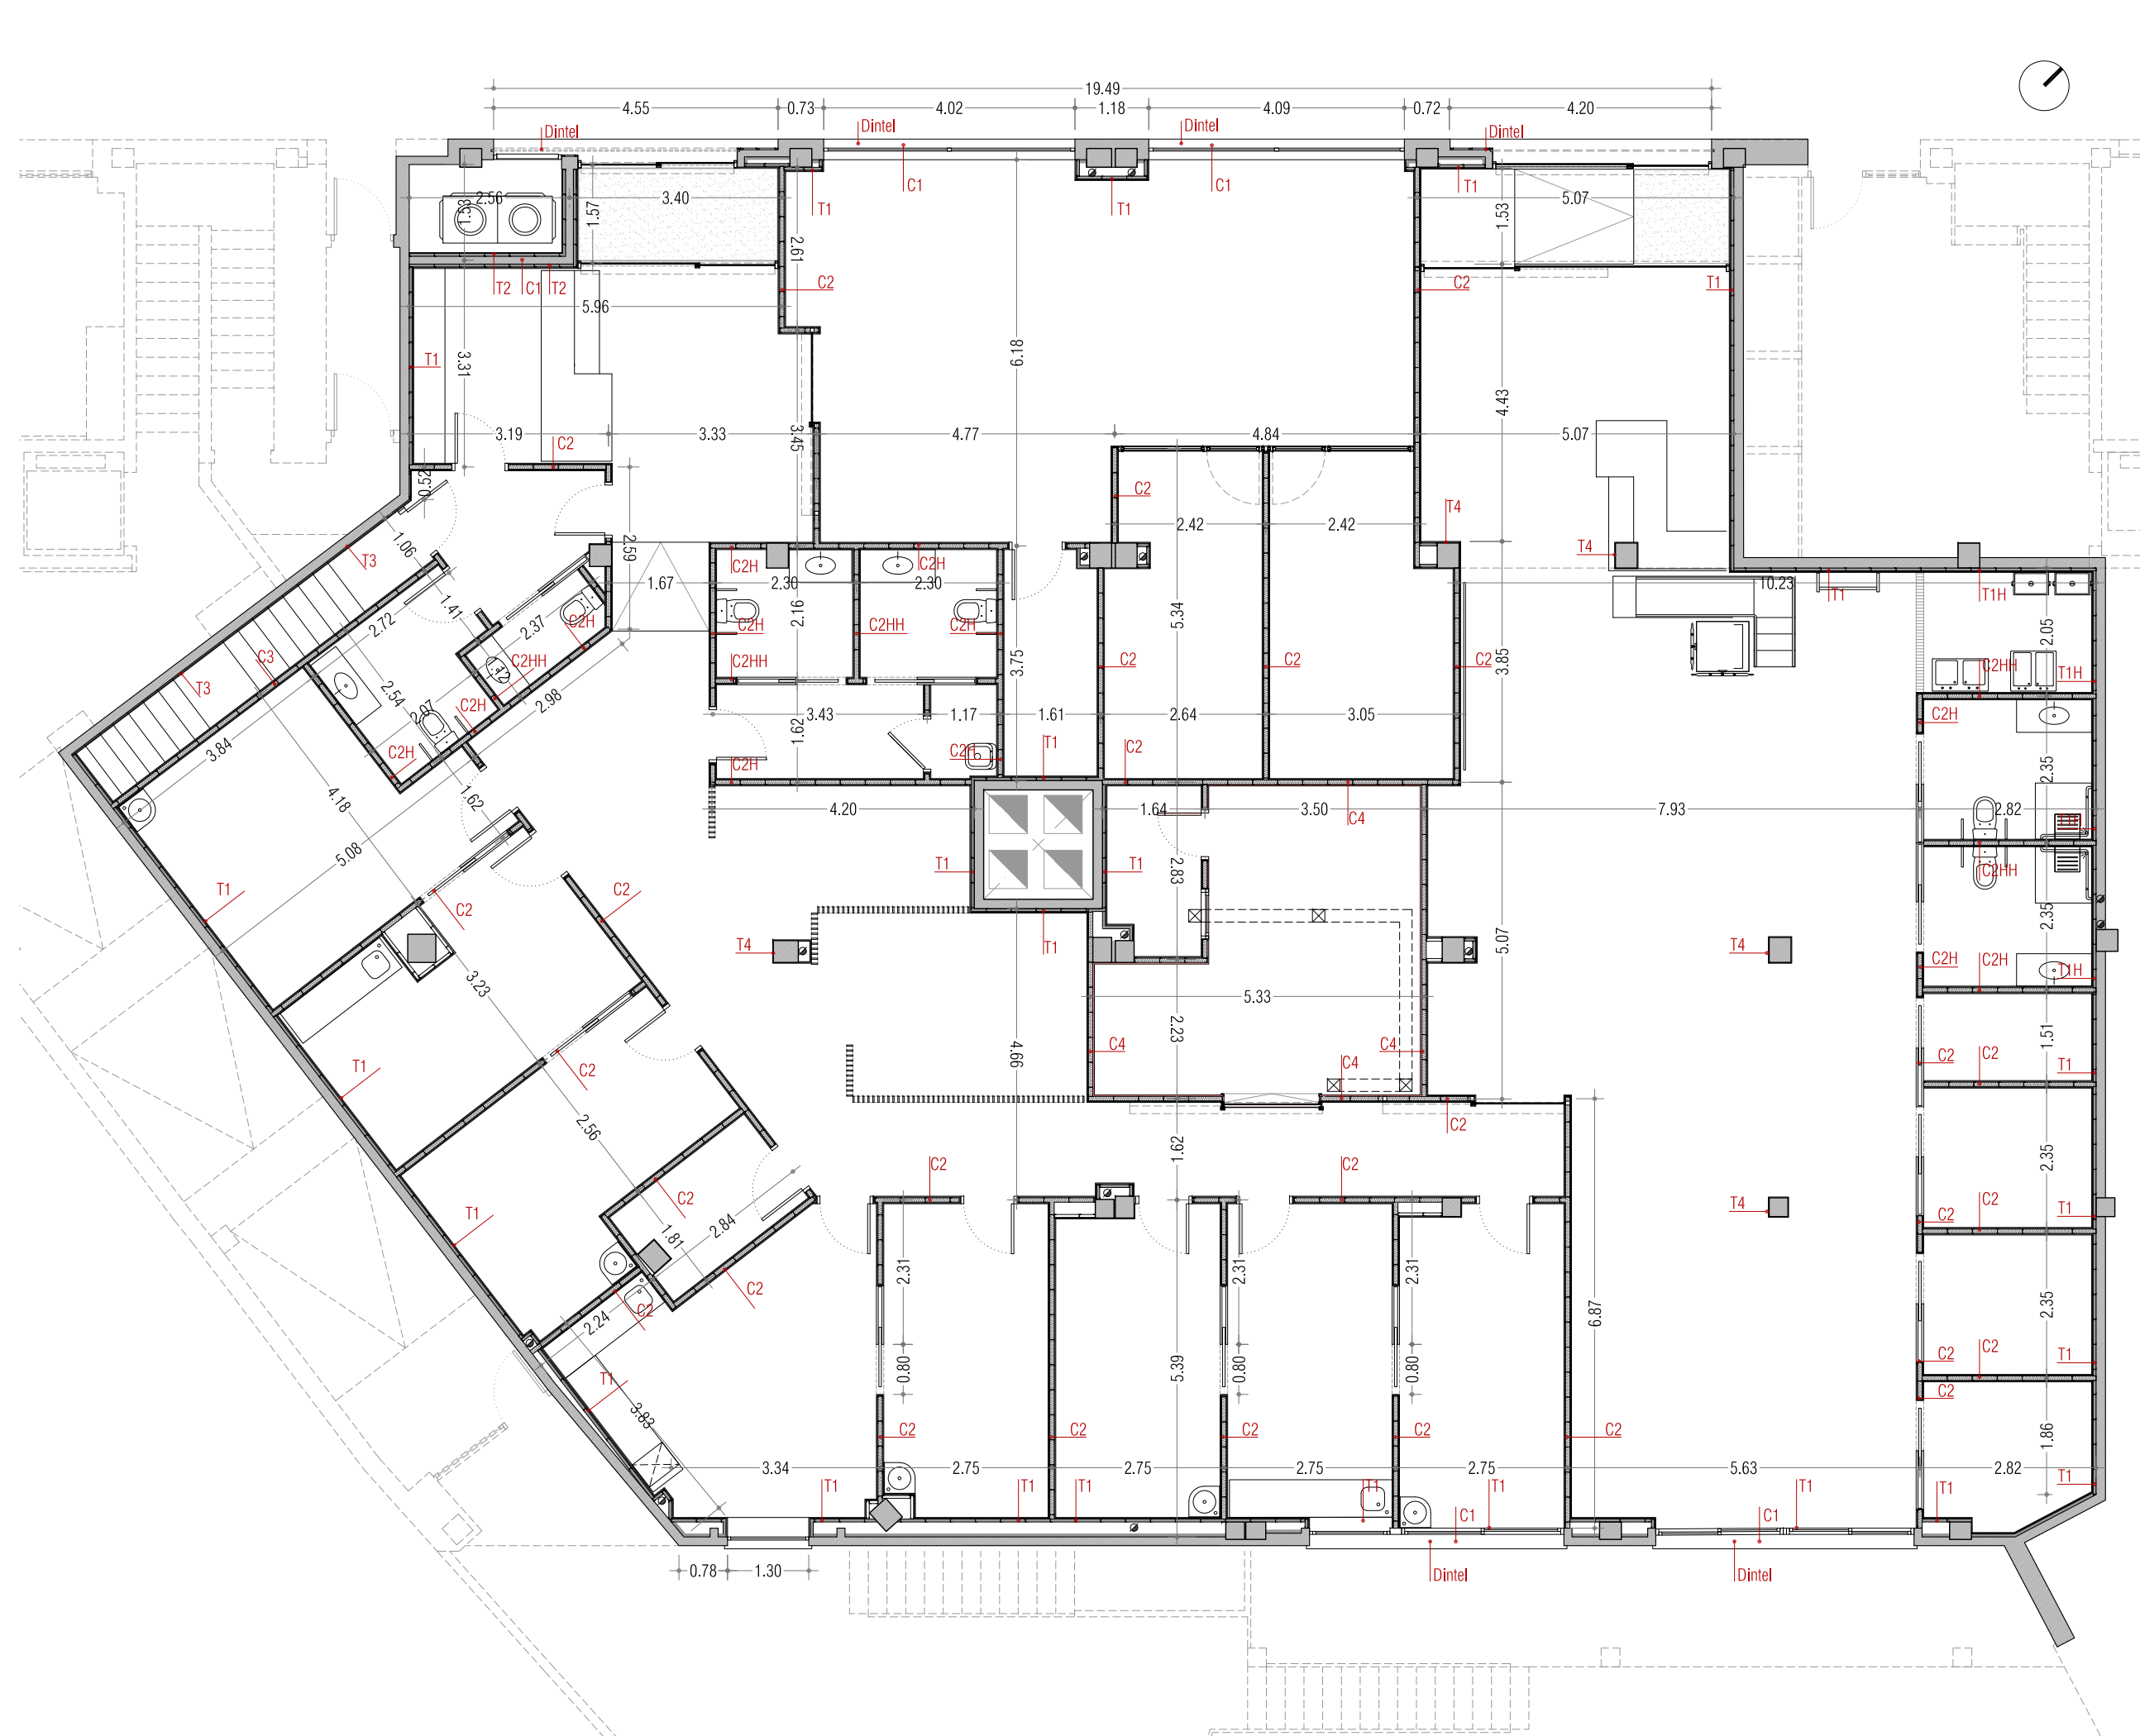 19.49
4.55 0.73 4.02 1.18 4.09 0.72 4.20
Dintel Dintel Dintel Dintel
C1 C1 T1
2.56 1.53 1.57 3.40 T1 T1 5.07 1.53
2.61
T2 C1 T2 C2 C2 T1
5.96
T1 3.31 6.18 4.43
3.19 C2 3.33 3.45 4.77 4.84 5.07
0.52 C2
1.06 2.42 2.42 T4
T3 2.59 C2H C2H T4
1.67 2.30 2.30 10.23 T1 T1H
1.41 2.16 5.34
2.72 2.37 C2H C2H C2HH C2H 2.05
C3 C2HH 1.12 C2HH 3.75 C2 C2 C2 3.85 C2HH T1H
T3 2.54 2.07 2.98
C2H 3.43 1.17 1.61 2.64 3.05 C2H
3.84 1.62 C2H T1 C2
C2H C2H 2.35
4.18 1.62 4.20 1.64 3.50 C4 7.93 2.82
5.08
T1 T1 2.83 C2HH
T1 C2 C2 2.35
T4 T1 5.07 T4 C2H C2H T1H
3.23 5.33
2.23 1.51
T1 C2 4.66 C4 C4 C4 C2 C2 T1
2.56 C2
1.92 2.35
C2 C2 C2
T1 2.84 T4 C2 C2 T1
1.81
C2 2.31 2.31 2.31
2.24 C2 6.87 2.35
0.80 5.39 0.80 0.80 C2 C2 T1
T1 C2
3.83 C2 C2 C2 C2 C2 1.86
3.34 2.75 2.75 2.75 2.75 5.63 2.82
T1 T1 T1 T1 T1 T1 T1 T1
C1 C1
0.78 1.30 Dintel Dintel